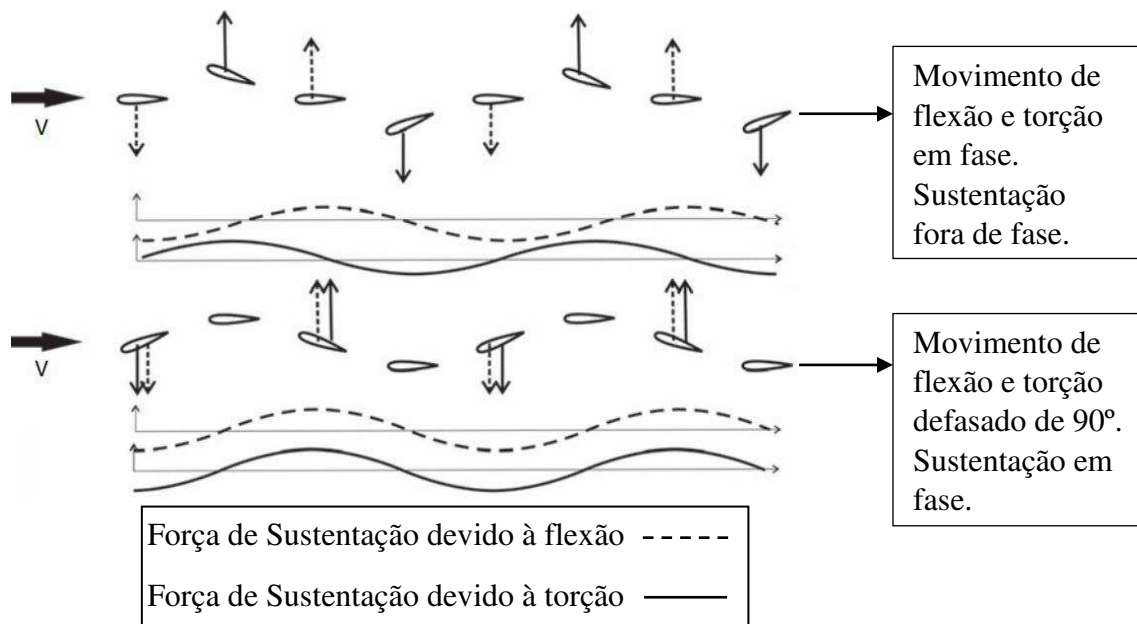 V
Movimento de
flexão e torção
em fase.
Sustentação
fora de fase.
V
Movimento de
flexão e torção
defasado de 90º.
Sustentação em
fase.
Força de Sustentação devido à flexão
Força de Sustentação devido à torção